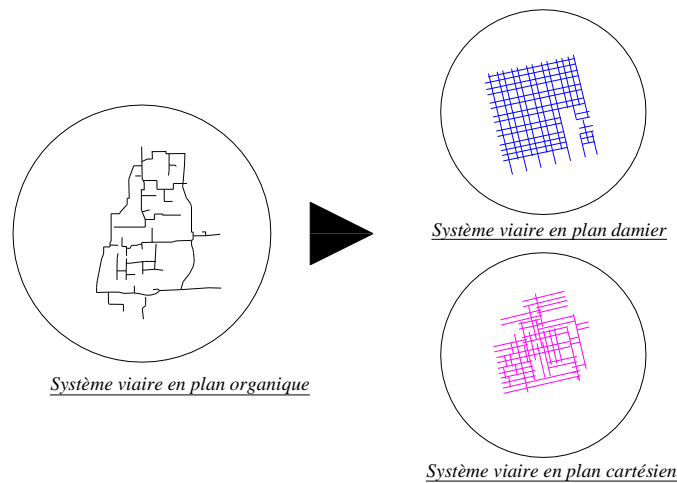 Système viaire en plan damier
Système viaire en plan organique
Système viaire en plan cartésien